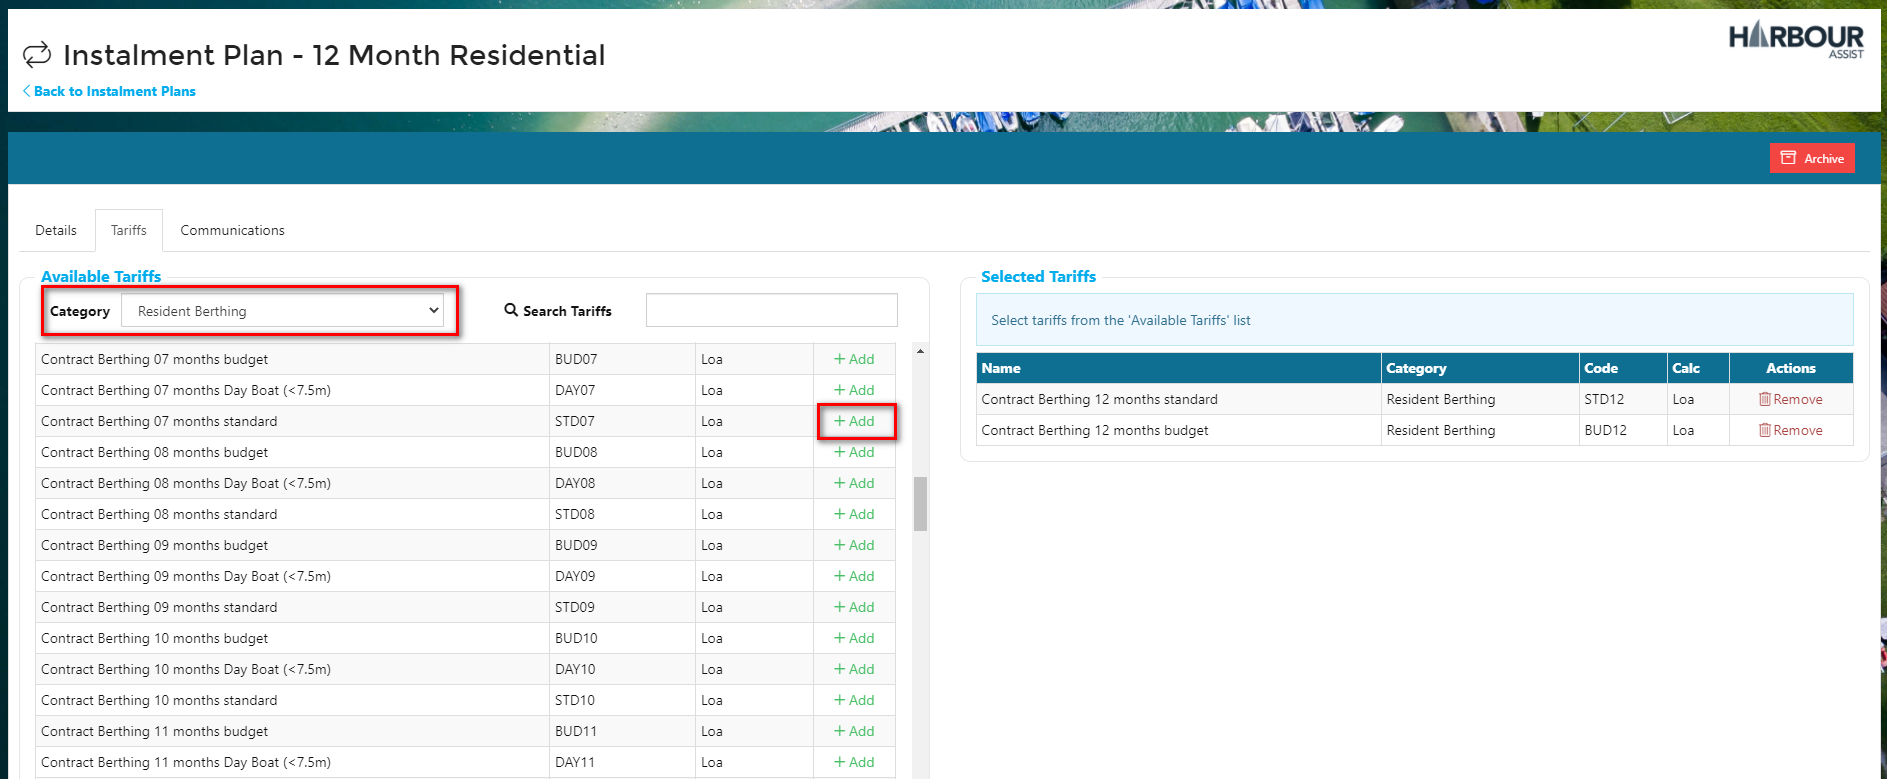 Instalment Plan - 12 Month Residential
HARBOUR
ASSIST
Back to Instalment Plans
Archive
Details Tariffs Communications
Available Tariffs
Category Resident Berthing Search Tariffs
Contract Berthing 07 months budget BUD07 Loa + Add
Contract Berthing 07 months Day Boat (<7.5m) DAY07 Loa + Add
Contract Berthing 07 months standard STD07 Loa + Add
Contract Berthing 08 months budget BUD08 Loa + Add
Contract Berthing 08 months Day Boat (<7.5m) DAY08 Loa + Add
Contract Berthing 08 months standard STD08 Loa + Add
Contract Berthing 09 months budget BUD09 Loa + Add
Contract Berthing 09 months Day Boat (<7.5m) DAY09 Loa + Add
Contract Berthing 09 months standard STD09 Loa + Add
Contract Berthing 10 months budget BUD10 Loa + Add
Contract Berthing 10 months Day Boat (<7.5m) DAY10 Loa + Add
Contract Berthing 10 months standard STD10 Loa + Add
Contract Berthing 11 months budget BUD11 Loa + Add
Contract Berthing 11 months Day Boat (<7.5m) DAY11 Loa + Add
Selected Tariffs
Select tariffs from the 'Available Tariffs' list
Name Category Code Calc Actions
Contract Berthing 12 months standard Resident Berthing STD12 Loa Remove
Contract Berthing 12 months budget Resident Berthing BUD12 Loa Remove